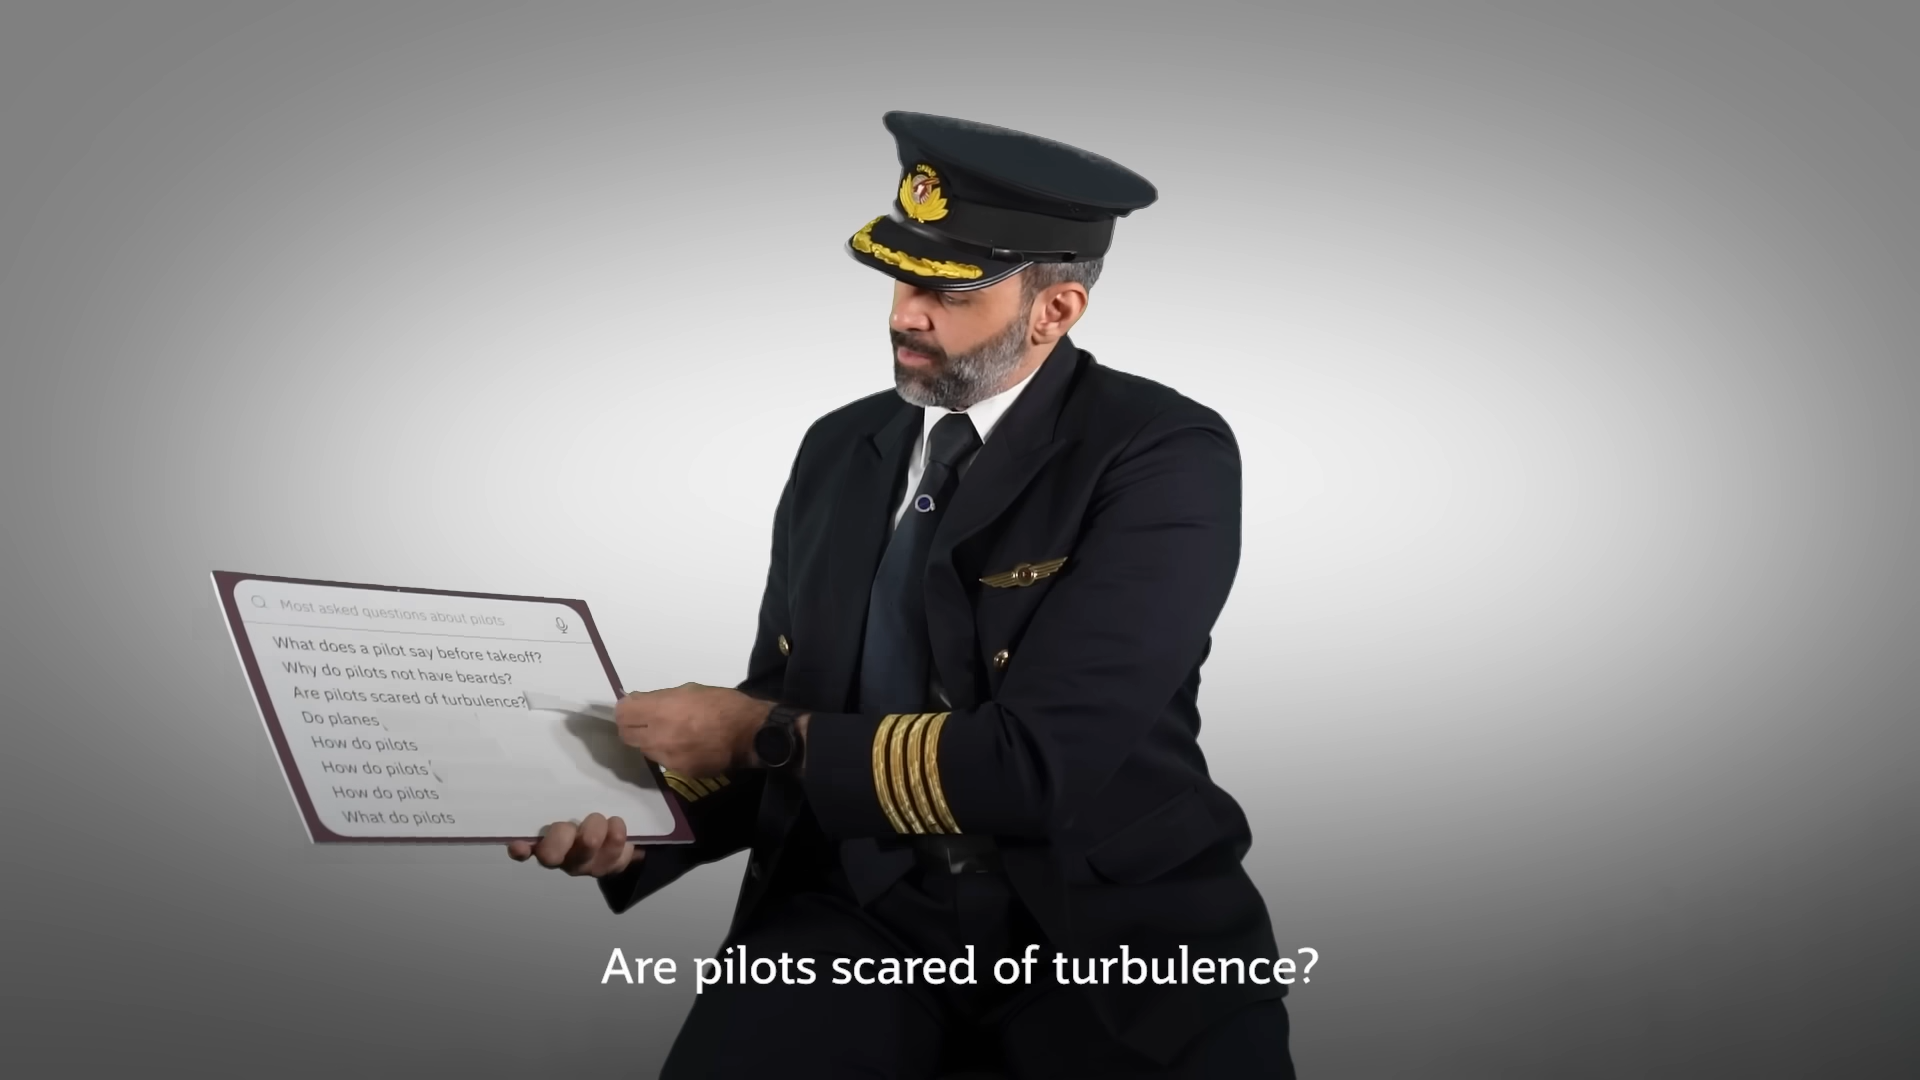 Most asked questions about pilots
What does a pilot say before takeoff?
Why do pilots not have beards?
Are pilots scared of turbulence?
Do planes
How do pilots
How do pilots
How do pilots
What do pilots
Are pilots scared of turbulence?